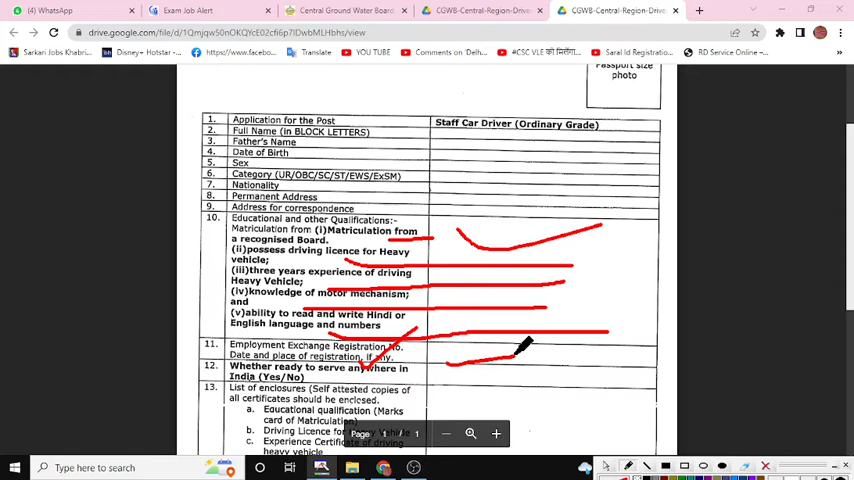 WhatsApp
Exam Job Alert
Central Ground Water Board
CGWB-Central-Region-Driver
CGWB-Central-Region-Drive
drive.google.com/file/d/1Qmjqw50nOKQYcE02cfi6p7IDwbMLHbhs/view
Sarkari Jobs Khabri...
Disney+ Hotstar -...
https://www.facebo...
Translate
YOU TUBE
Comments on 'Delh...
#CSC VLE को मिलेगा...
Saral Id Registratio...
RD Service Online -...
Passport size
photo
1. Application for the Post Staff Car Driver (Ordinary Grade)
2. Full Name (in BLOCK LETTERS)
3. Father's Name
4. Date of Birth
5. Sex
6. Category (UR/OBC/SC/ST/EWS/ExSM)
7. Nationality
8. Permanent Address
9. Address for correspondence
10. Educational and other Qualifications:-
Matriculation from (i)Matriculation from
a recognised Board.
(ii)possess driving licence for Heavy
vehicle;
(iii)three years experience of driving
Heavy Vehicle;
(iv)knowledge of motor mechanism;
and
(v)ability to read and write Hindi or
English language and numbers
11. Employment Exchange Registration No.
Date and place of registration, if any.
12. Whether ready to serve anywhere in
India (Yes/No)
13. List of enclosures (Self attested copies of
all certificates should be enclosed.
a. Educational qualification (Marks
card of Matriculation)
b. Driving Licence for Heavy Vehicle
c. Experience Certificate of driving
heavy vehicle
Page 1 / 1
Type here to search